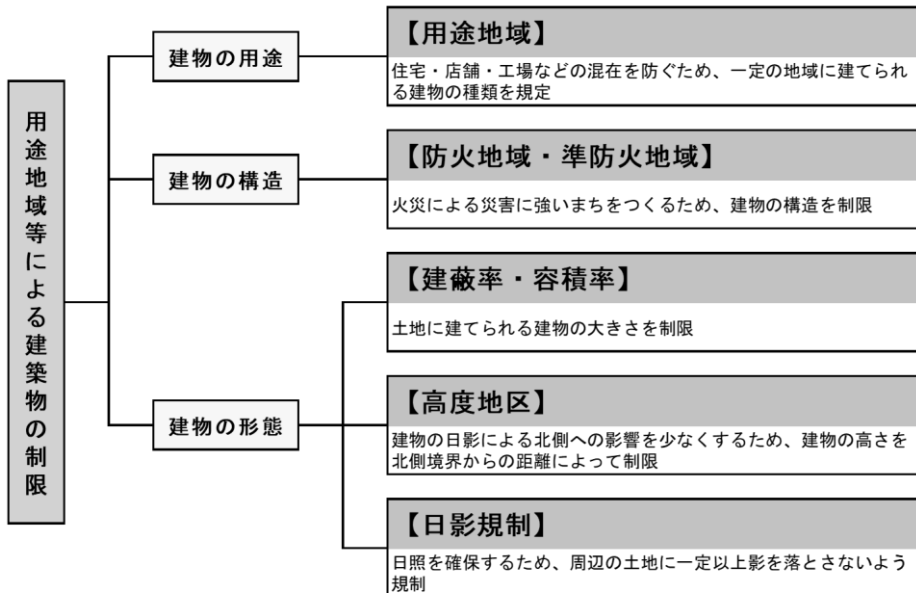 用途地域等による建築物の制限
建物の用途
【用途地域】
住宅・店舗・工場などの混在を防ぐため、一定の地域に建てられ
る建物の種類を規定
建物の構造
【防火地域・準防火地域】
火災による災害に強いまちをつくるため、建物の構造を制限
建物の形態
【建蔽率・容積率】
土地に建てられる建物の大きさを制限
【高度地区】
建物の日影による北側への影響を少なくするため、建物の高さを
北側境界からの距離によって制限
【日影規制】
日照を確保するため、周辺の土地に一定以上影を落とさないよう
規制